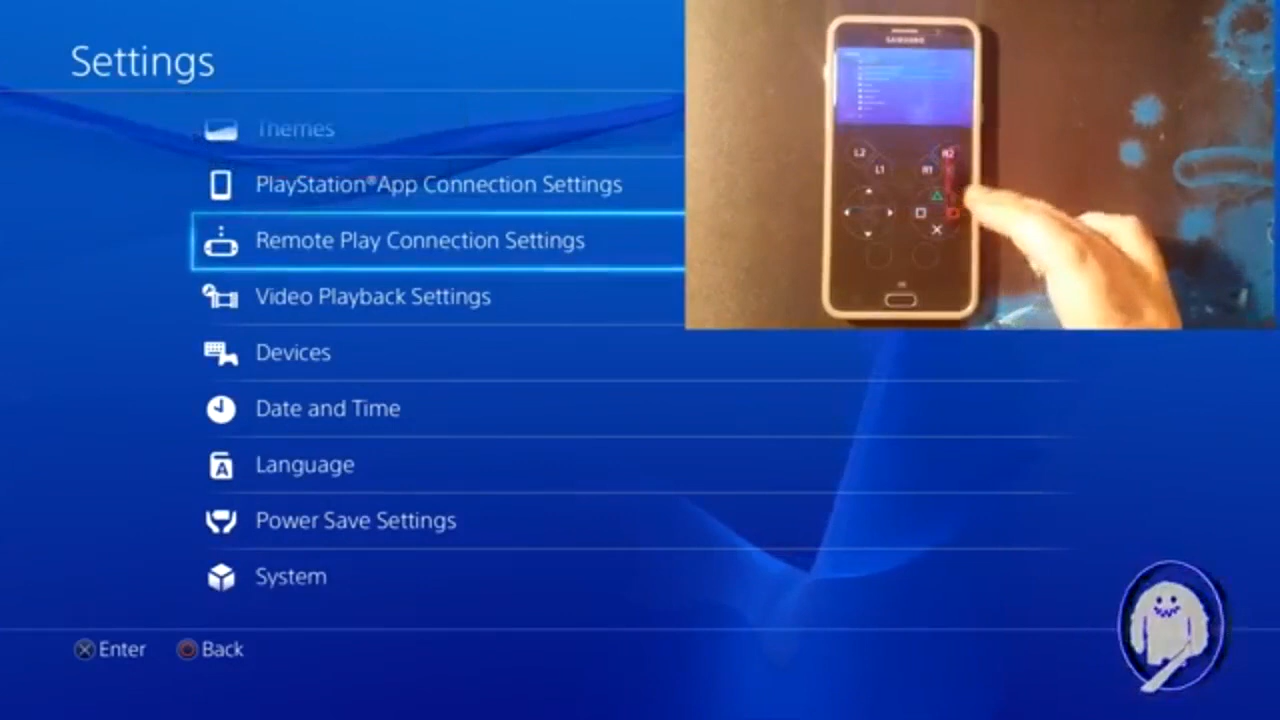 Settings
Themes
PlayStation®App Connection Settings
Remote Play Connection Settings
Video Playback Settings
Devices
Date and Time
Language
Power Save Settings
System
Enter
Back
SAMSUNG
L2
L1
R2
R1